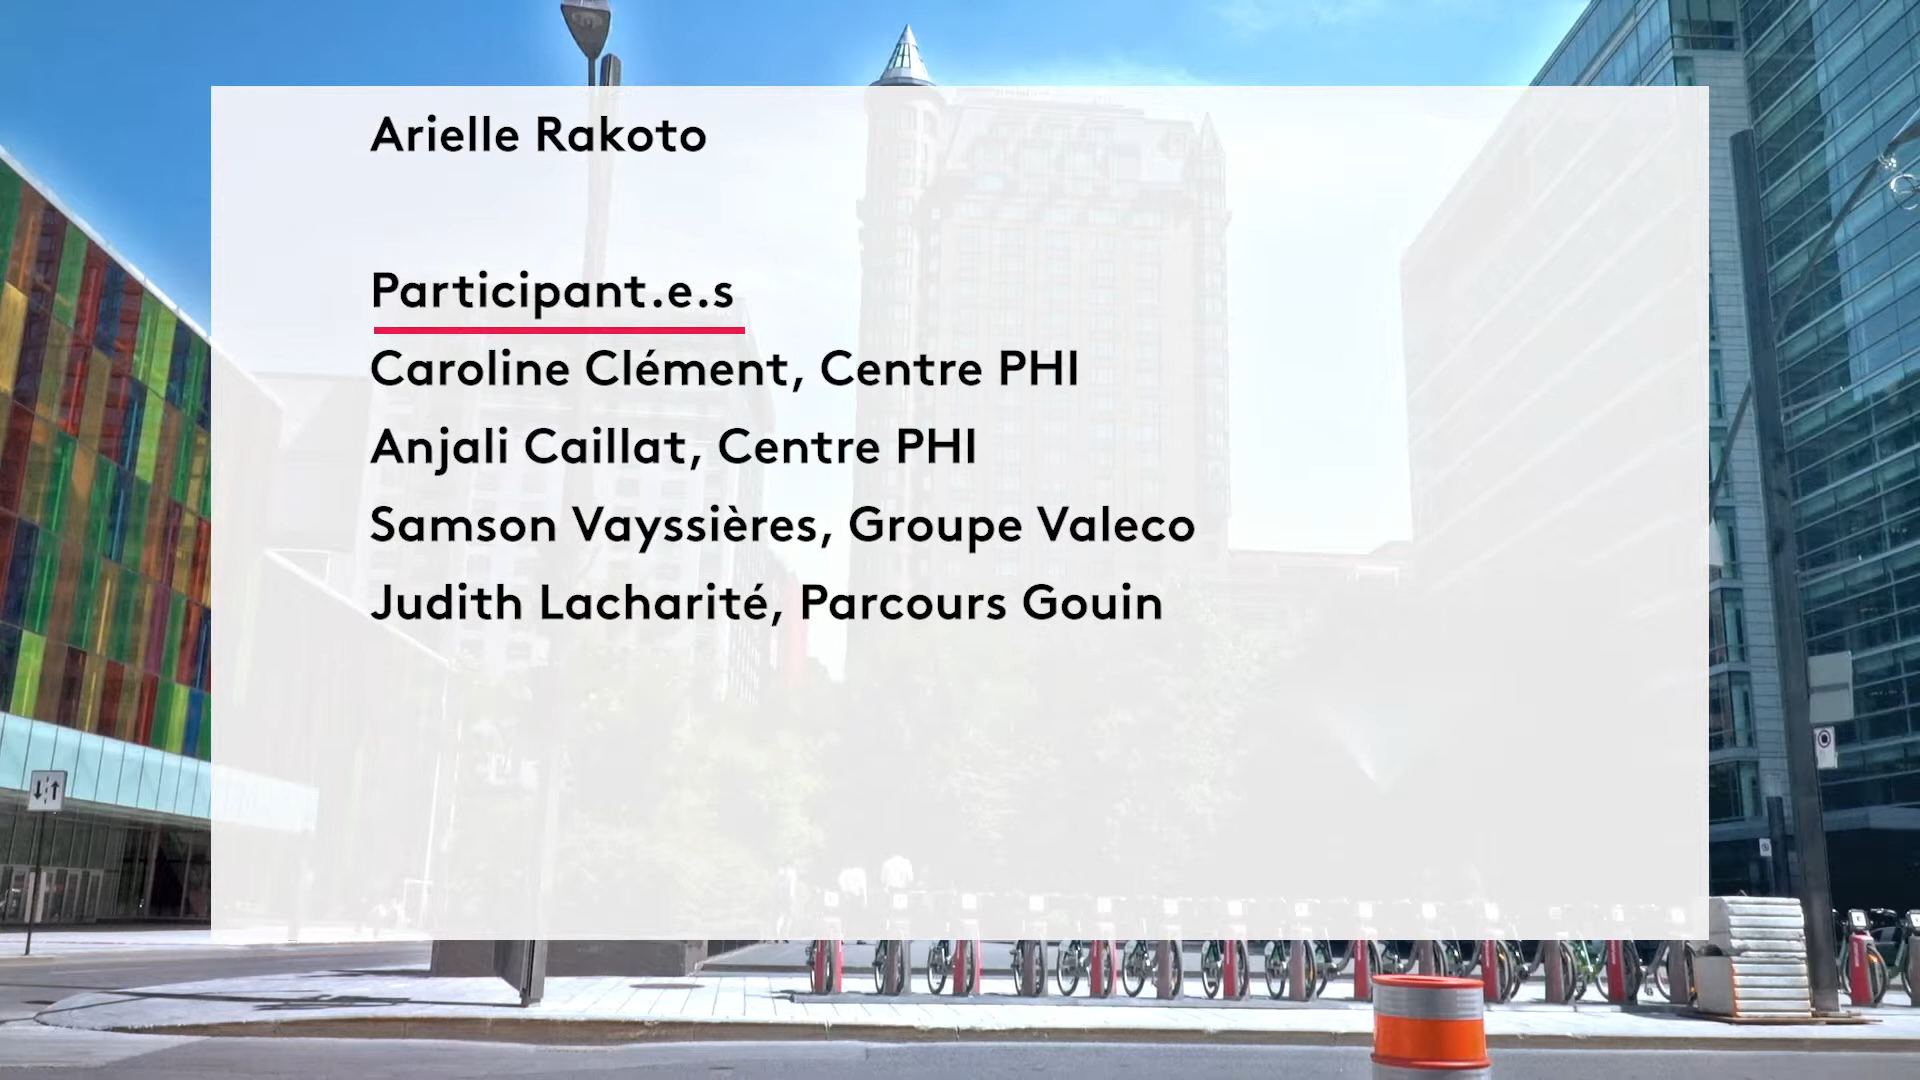 Arielle Rakoto
Participant.e.s
Caroline Clément, Centre PHI
Anjali Caillat, Centre PHI
Samson Vayssières, Groupe Valeco
Judith Lacharité, Parcours Gouin